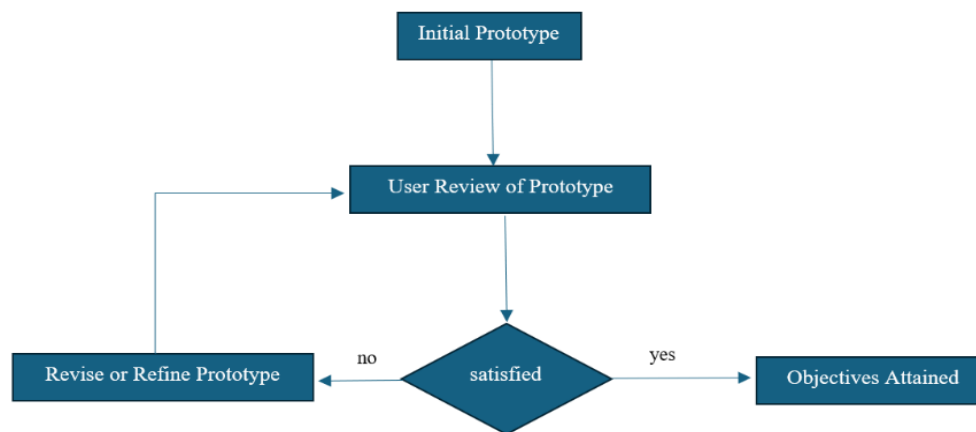 Initial Prototype
User Review of Prototype
no
yes
Revise or Refine Prototype
satisfied
Objectives Attained